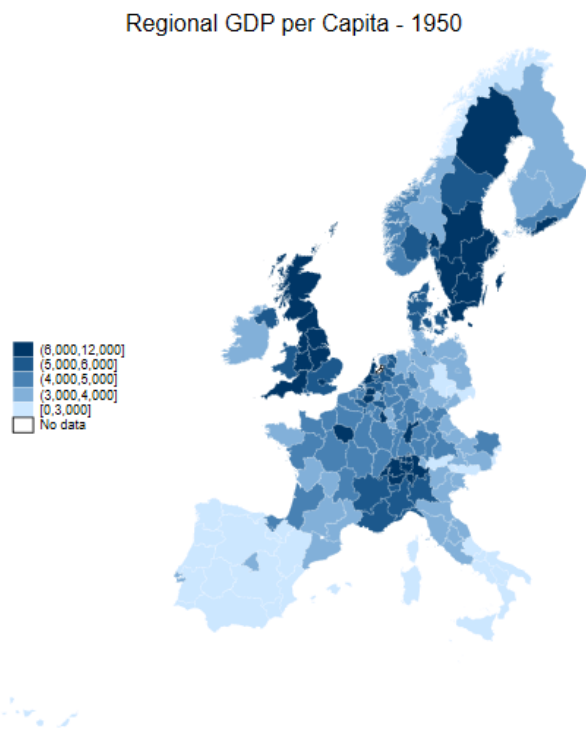 Regional GDP per Capita - 1950
(6,000,12,000]
(5,000,6,000]
(4,000,5,000]
(3,000,4,000]
[0,3,000]
No data